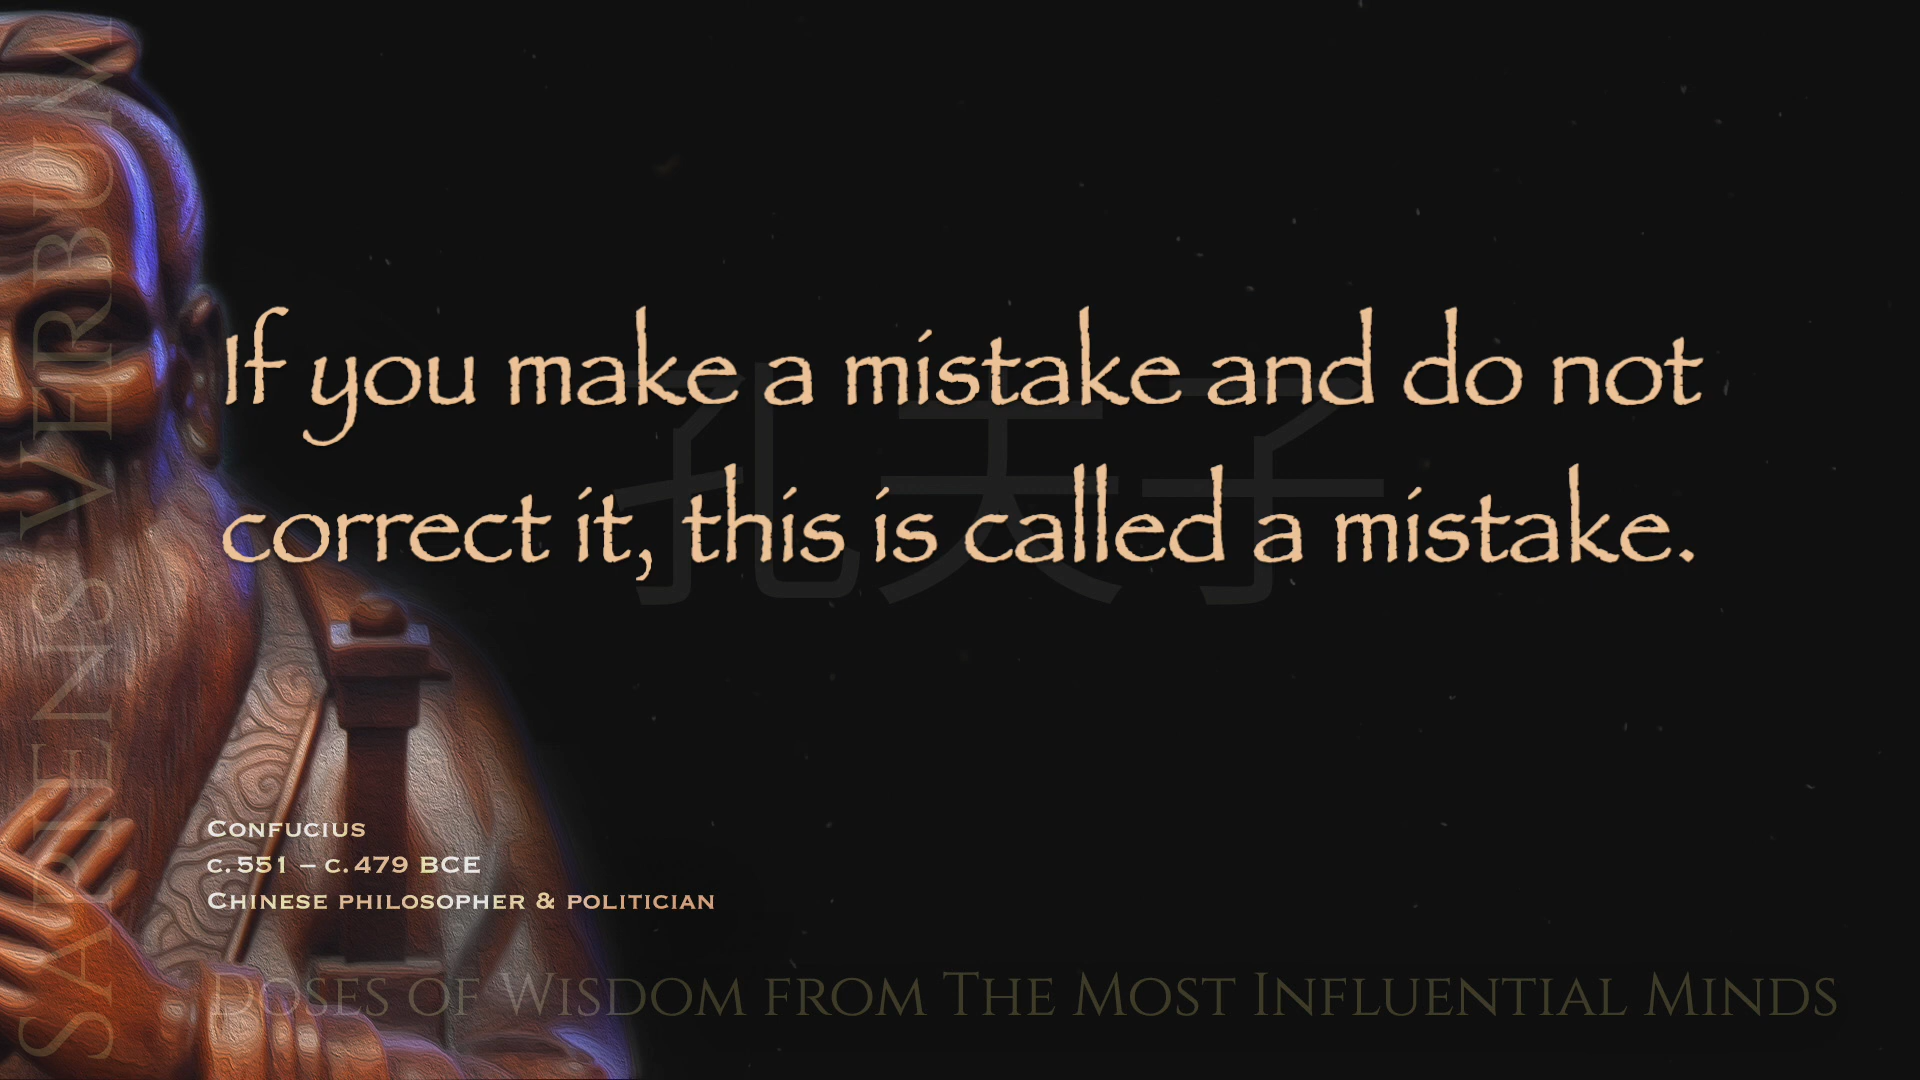 If you make a mistake and do not
correct it, this is called a mistake.
孔夫子
Confucius
c. 551 – c. 479 BCE
Chinese philosopher & politician
Doses of Wisdom from The Most Influential Minds
SAPIENS VERBUM